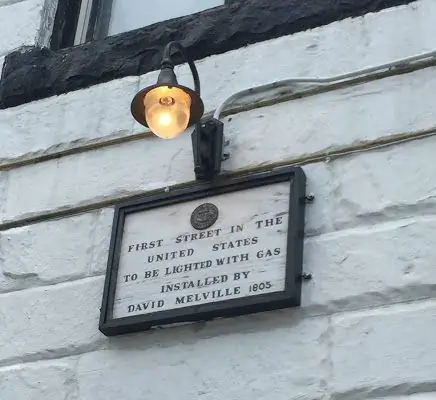 FIRST STREET IN THE
UNITED STATES
TO BE LIGHTED WITH GAS
INSTALLED BY
DAVID MELVILLE 1805